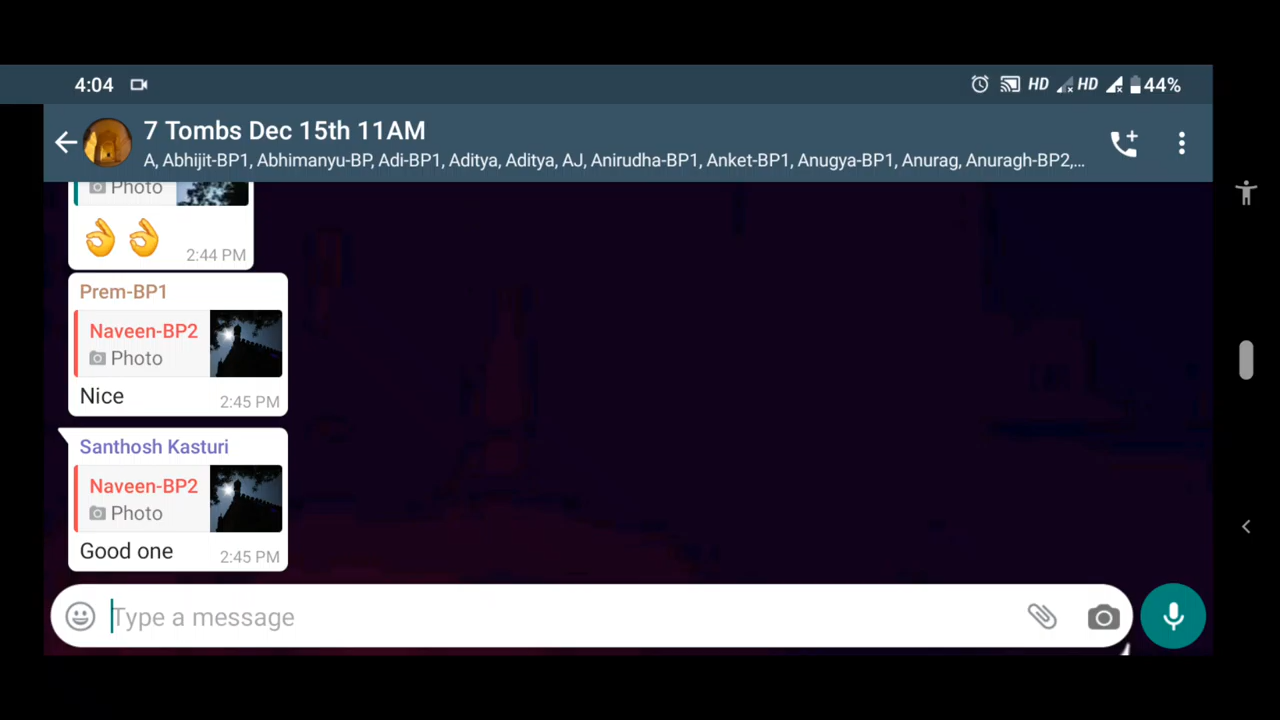 4:04 HD HD 44%
7 Tombs Dec 15th 11AM
A, Abhijit-BP1, Abhimanyu-BP, Adi-BP1, Aditya, Aditya, AJ, Anirudha-BP1, Anket-BP1, Anugya-BP1, Anurag, Anuragh-BP2,...
Photo
👌👌 2:44 PM
Prem-BP1
Naveen-BP2
Photo
Nice 2:45 PM
Santhosh Kasturi
Naveen-BP2
Photo
Good one 2:45 PM
Type a message